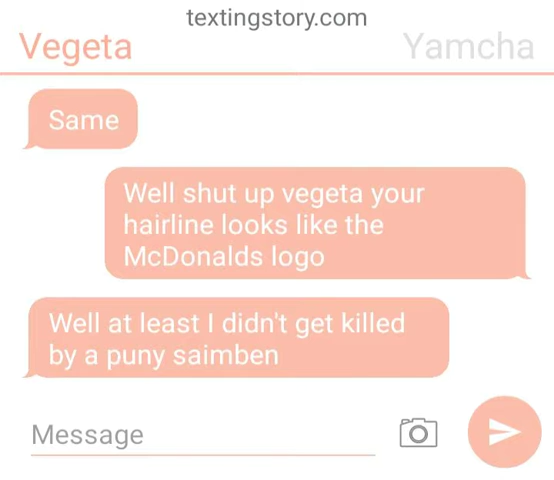 textingstory.com
Vegeta
Yamcha
Same
Well shut up vegeta your
hairline looks like the
McDonalds logo
Well at least I didn't get killed
by a puny saimben
Message